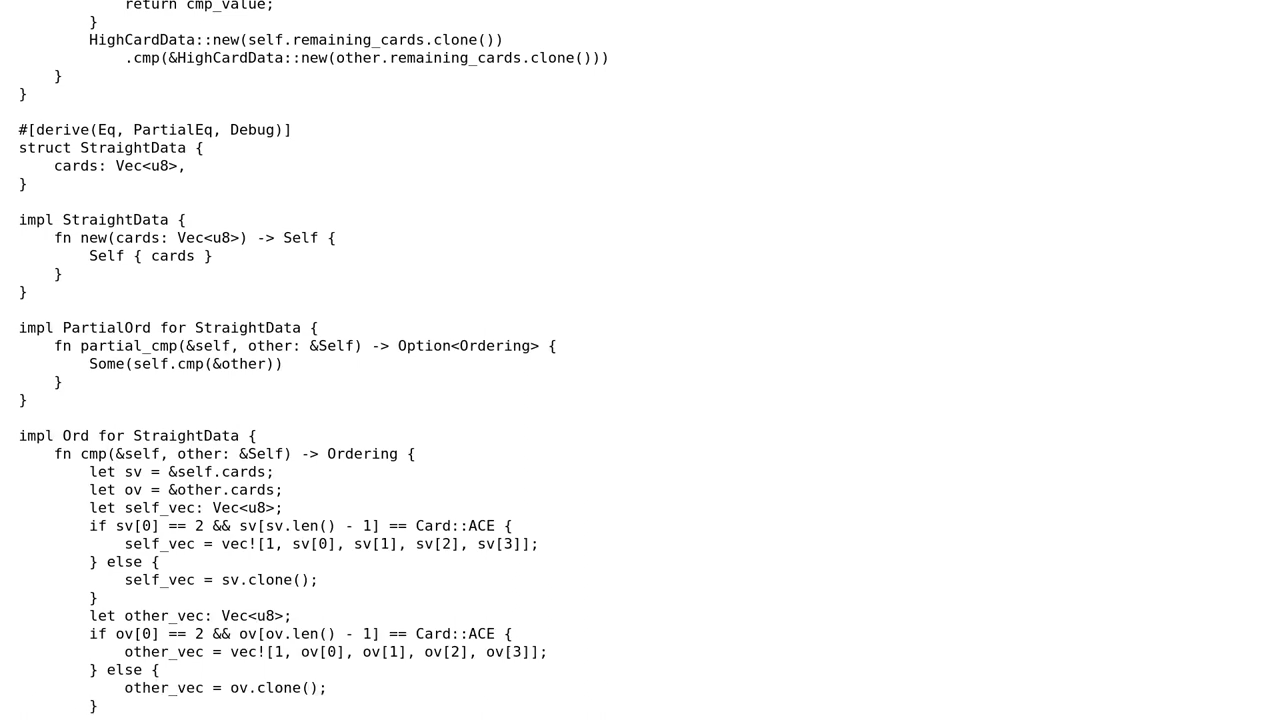 return cmp_value;
        }
        HighCardData::new(self.remaining_cards.clone())
            .cmp(&HighCardData::new(other.remaining_cards.clone()))
    }
}

#[derive(Eq, PartialEq, Debug)]
struct StraightData {
    cards: Vec<u8>,
}

impl StraightData {
    fn new(cards: Vec<u8>) -> Self {
        Self { cards }
    }
}

impl PartialOrd for StraightData {
    fn partial_cmp(&self, other: &Self) -> Option<Ordering> {
        Some(self.cmp(&other))
    }
}

impl Ord for StraightData {
    fn cmp(&self, other: &Self) -> Ordering {
        let sv = &self.cards;
        let ov = &other.cards;
        let self_vec: Vec<u8>;
        if sv[0] == 2 && sv[sv.len() - 1] == Card::ACE {
            self_vec = vec![1, sv[0], sv[1], sv[2], sv[3]];
        } else {
            self_vec = sv.clone();
        }
        let other_vec: Vec<u8>;
        if ov[0] == 2 && ov[ov.len() - 1] == Card::ACE {
            other_vec = vec![1, ov[0], ov[1], ov[2], ov[3]];
        } else {
            other_vec = ov.clone();
        }